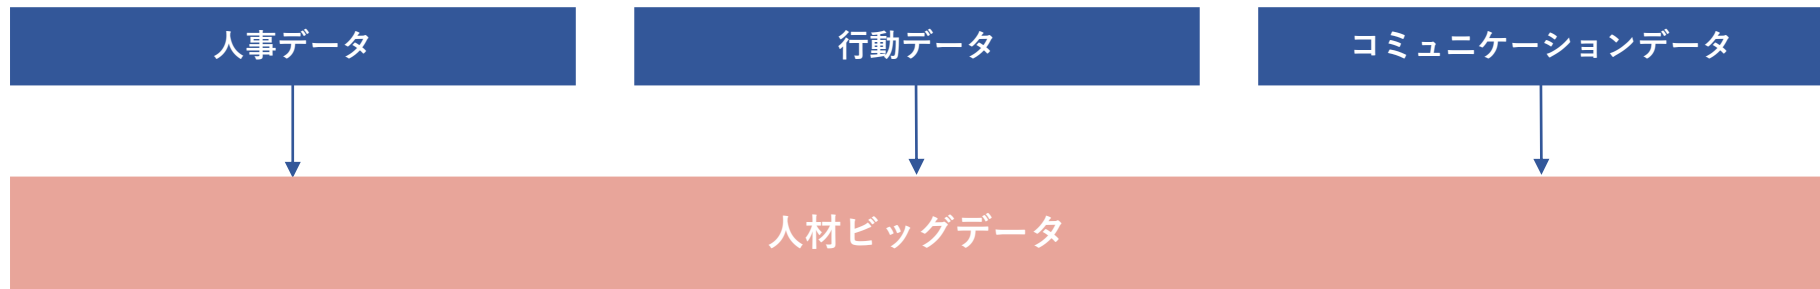 人事データ
行動データ
コミュニケーションデータ
人材ビッグデータ